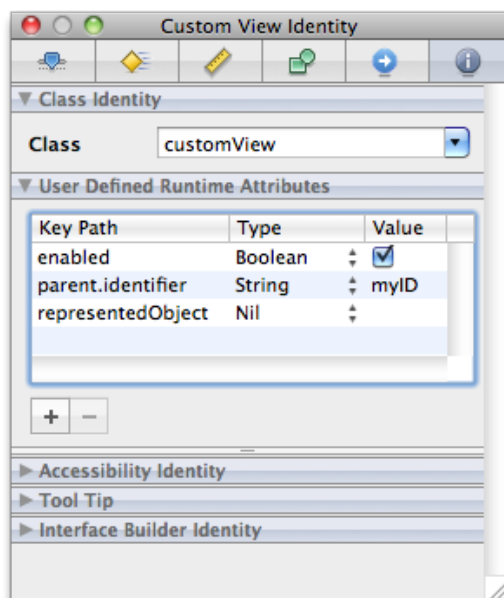 Custom View Identity
Class Identity
Class customView
User Defined Runtime Attributes
Key Path Type Value
enabled Boolean
parent.identifier String myID
representedObject Nil
+ −
Accessibility Identity
Tool Tip
Interface Builder Identity